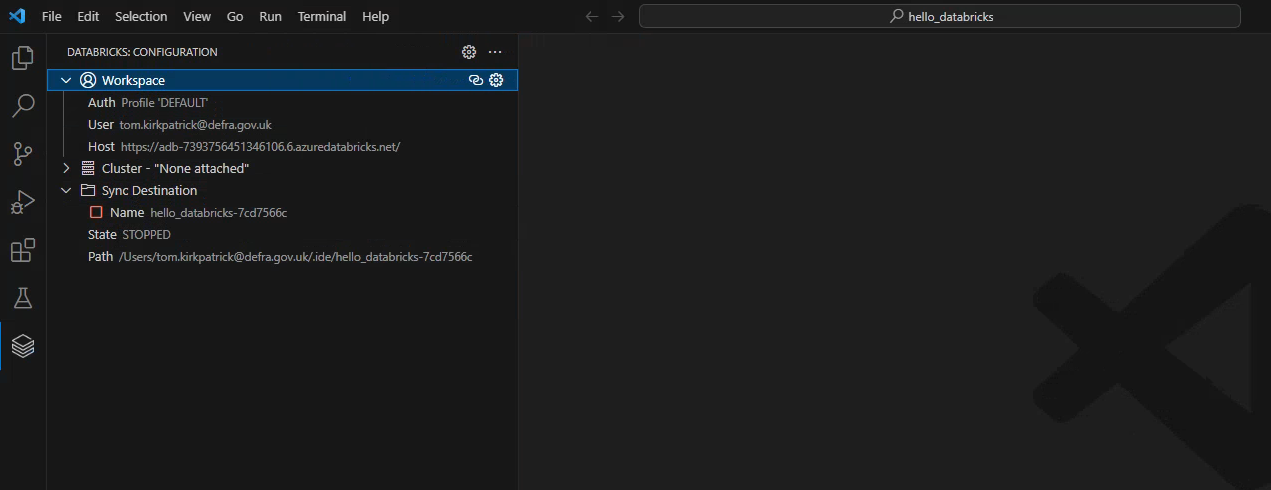 File Edit Selection View Go Run Terminal Help hello_databricks
DATABRICKS: CONFIGURATION
Workspace
Auth Profile 'DEFAULT'
User tom.kirkpatrick@defra.gov.uk
Host https://adb-7393756451346106.6.azuredatabricks.net/
Cluster - "None attached"
Sync Destination
Name hello_databricks-7cd7566c
State STOPPED
Path /Users/tom.kirkpatrick@defra.gov.uk/.ide/hello_databricks-7cd7566c